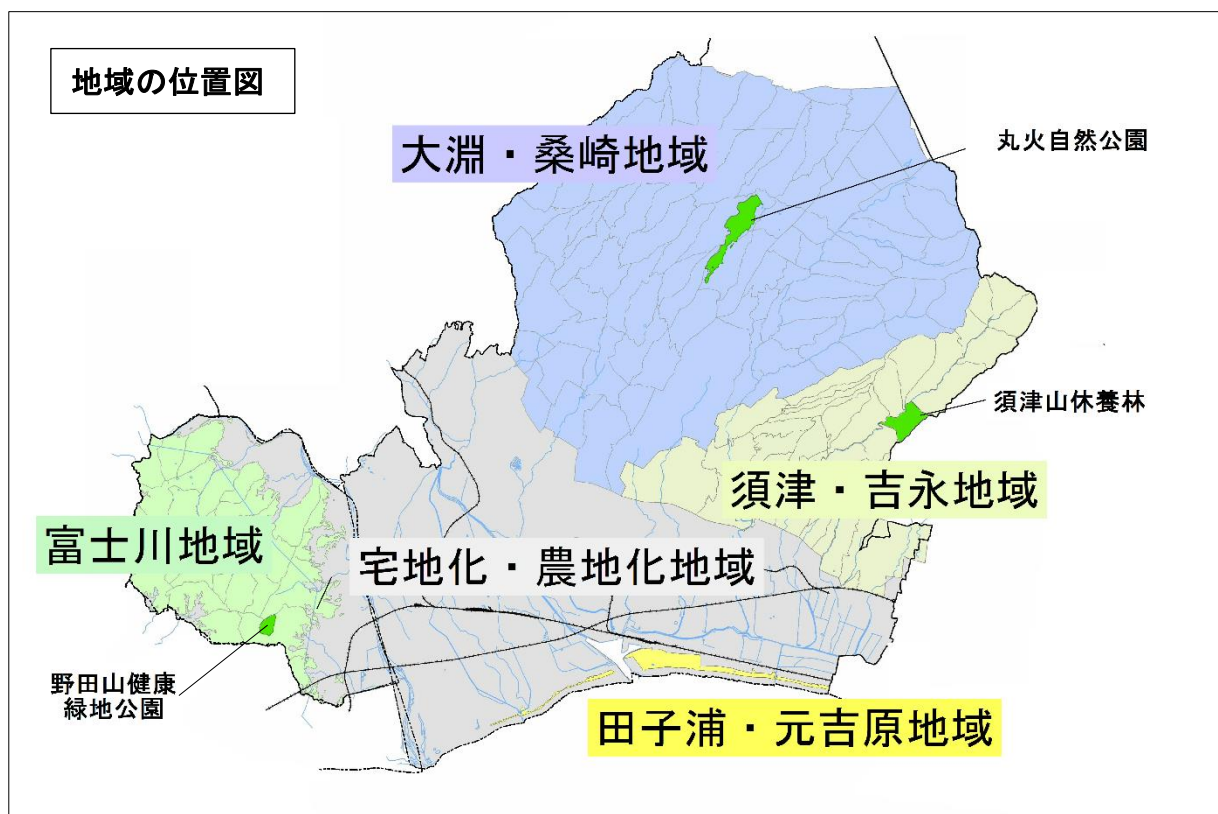 地域の位置図
大淵・桑崎地域
丸火自然公園
須津山休養林
須津・吉永地域
富士川地域
宅地化・農地化地域
野田山健康
緑地公園
田子浦・元吉原地域